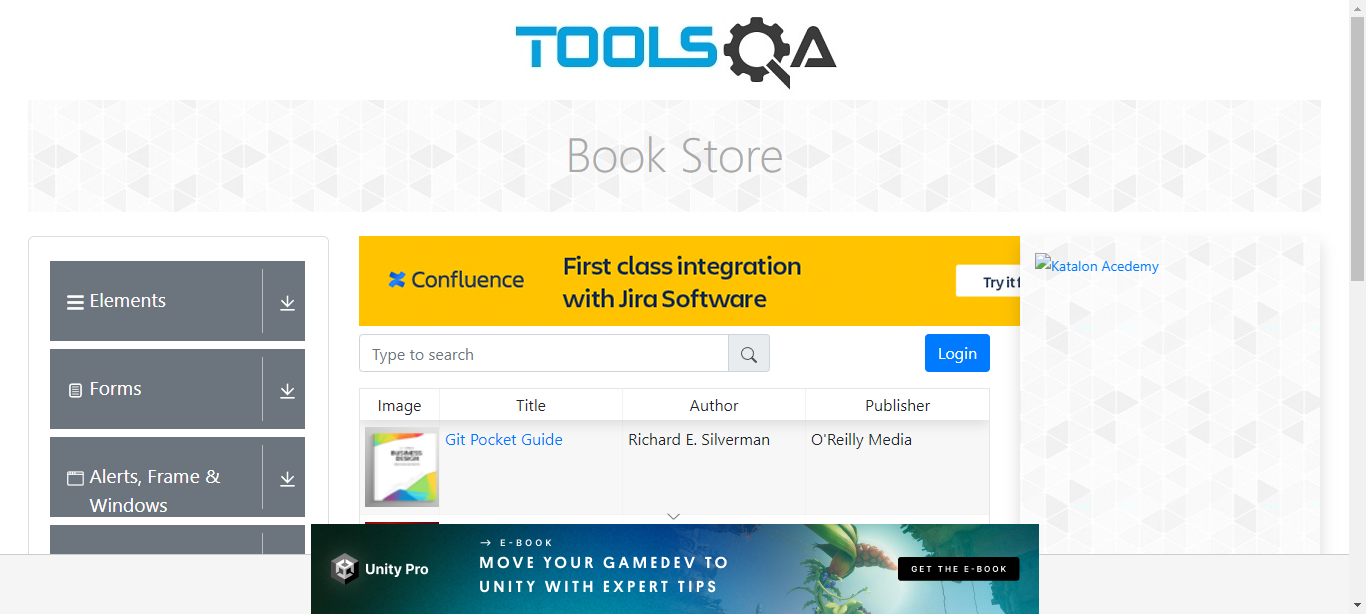 TOOLSQA
Book Store
Elements
Forms
Alerts, Frame &
Windows
Confluence
First class integration
with Jira Software
Try it f
Type to search
Login
Image Title Author Publisher
BUSINESS
DESIGN
Git Pocket Guide Richard E. Silverman O'Reilly Media
Katalon Acedemy
Unity Pro
→ E-BOOK
MOVE YOUR GAMEDEV TO
UNITY WITH EXPERT TIPS
GET THE E-BOOK